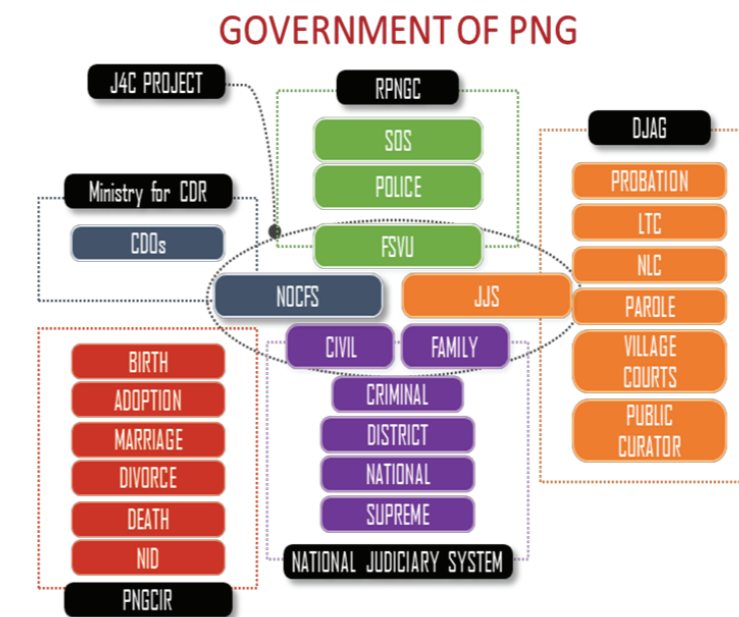 GOVERNMENT OF PNG
J4C PROJECT
RPNGC
SOS
POLICE
FSVU
DJAG
PROBATION
LTC
NLC
PAROLE
VILLAGE
COURTS
PUBLIC
CURATOR
Ministry for CDR
CDOs
NOCFS
JJS
CIVIL
FAMILY
CRIMINAL
DISTRICT
NATIONAL
SUPREME
NATIONAL JUDICIARY SYSTEM
BIRTH
ADOPTION
MARRIAGE
DIVORCE
DEATH
NID
PNGCIR